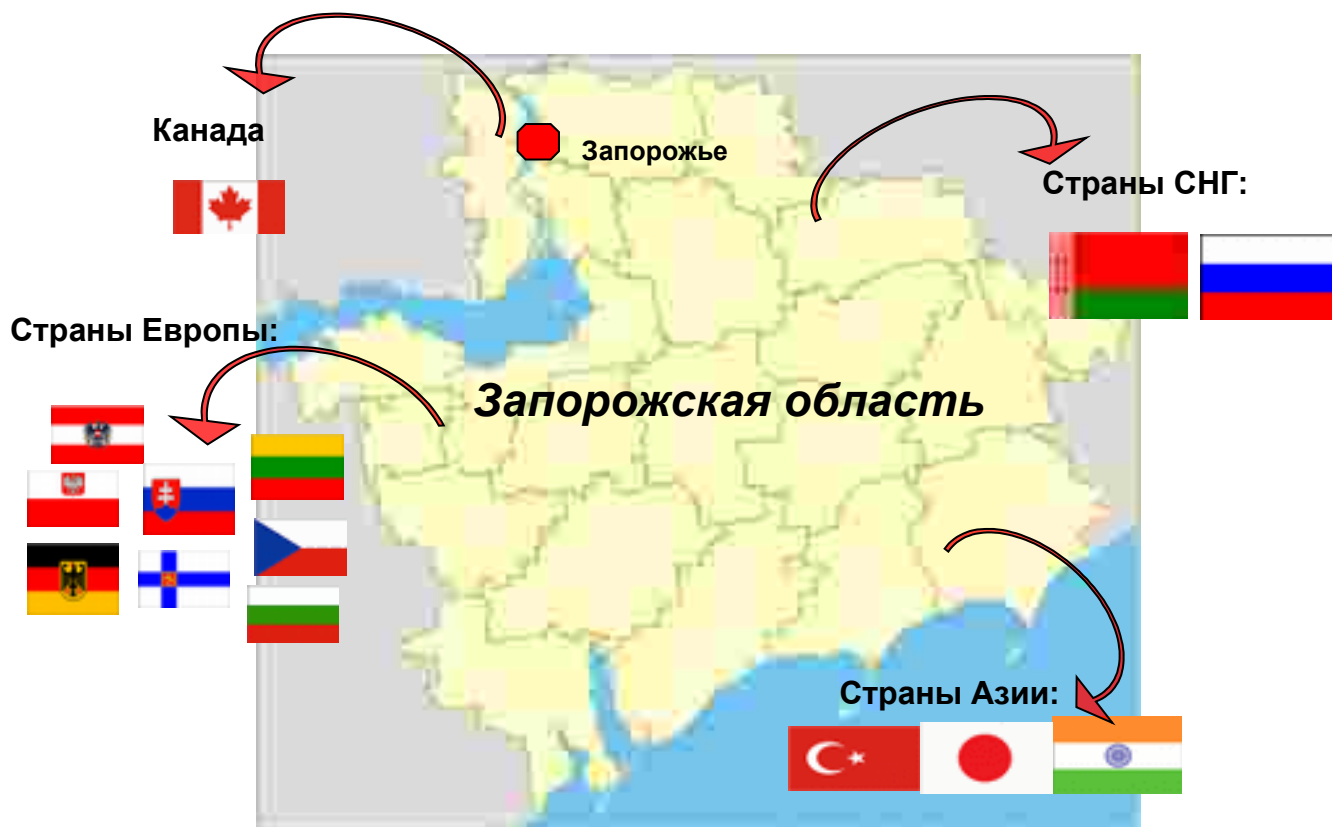 Канада
Запорожье
Страны СНГ:
Страны Европы:
Запорожская область
Страны Азии: